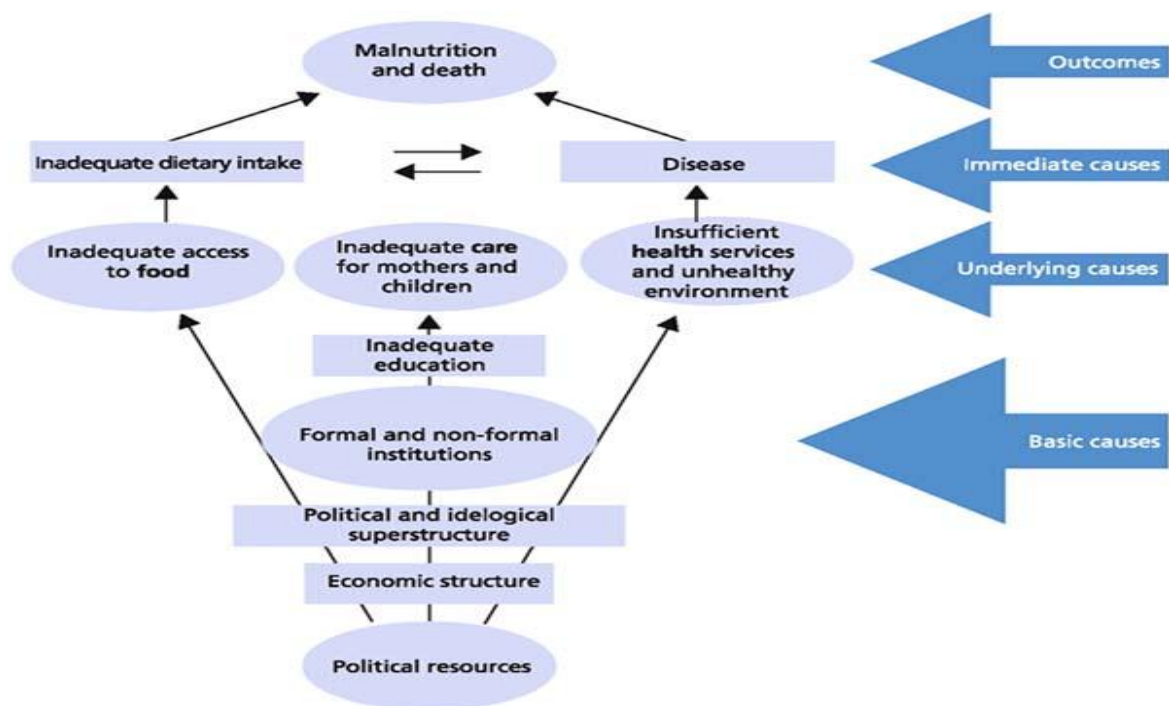 Malnutrition
and death
Outcomes
Inadequate dietary intake
Disease
Immediate causes
Inadequate access
to food
Inadequate care
for mothers and
children
Insufficient
health services
and unhealthy
environment
Underlying causes
Inadequate
education
Formal and non-formal
institutions
Basic causes
Political and idelogical
superstructure
Economic structure
Political resources